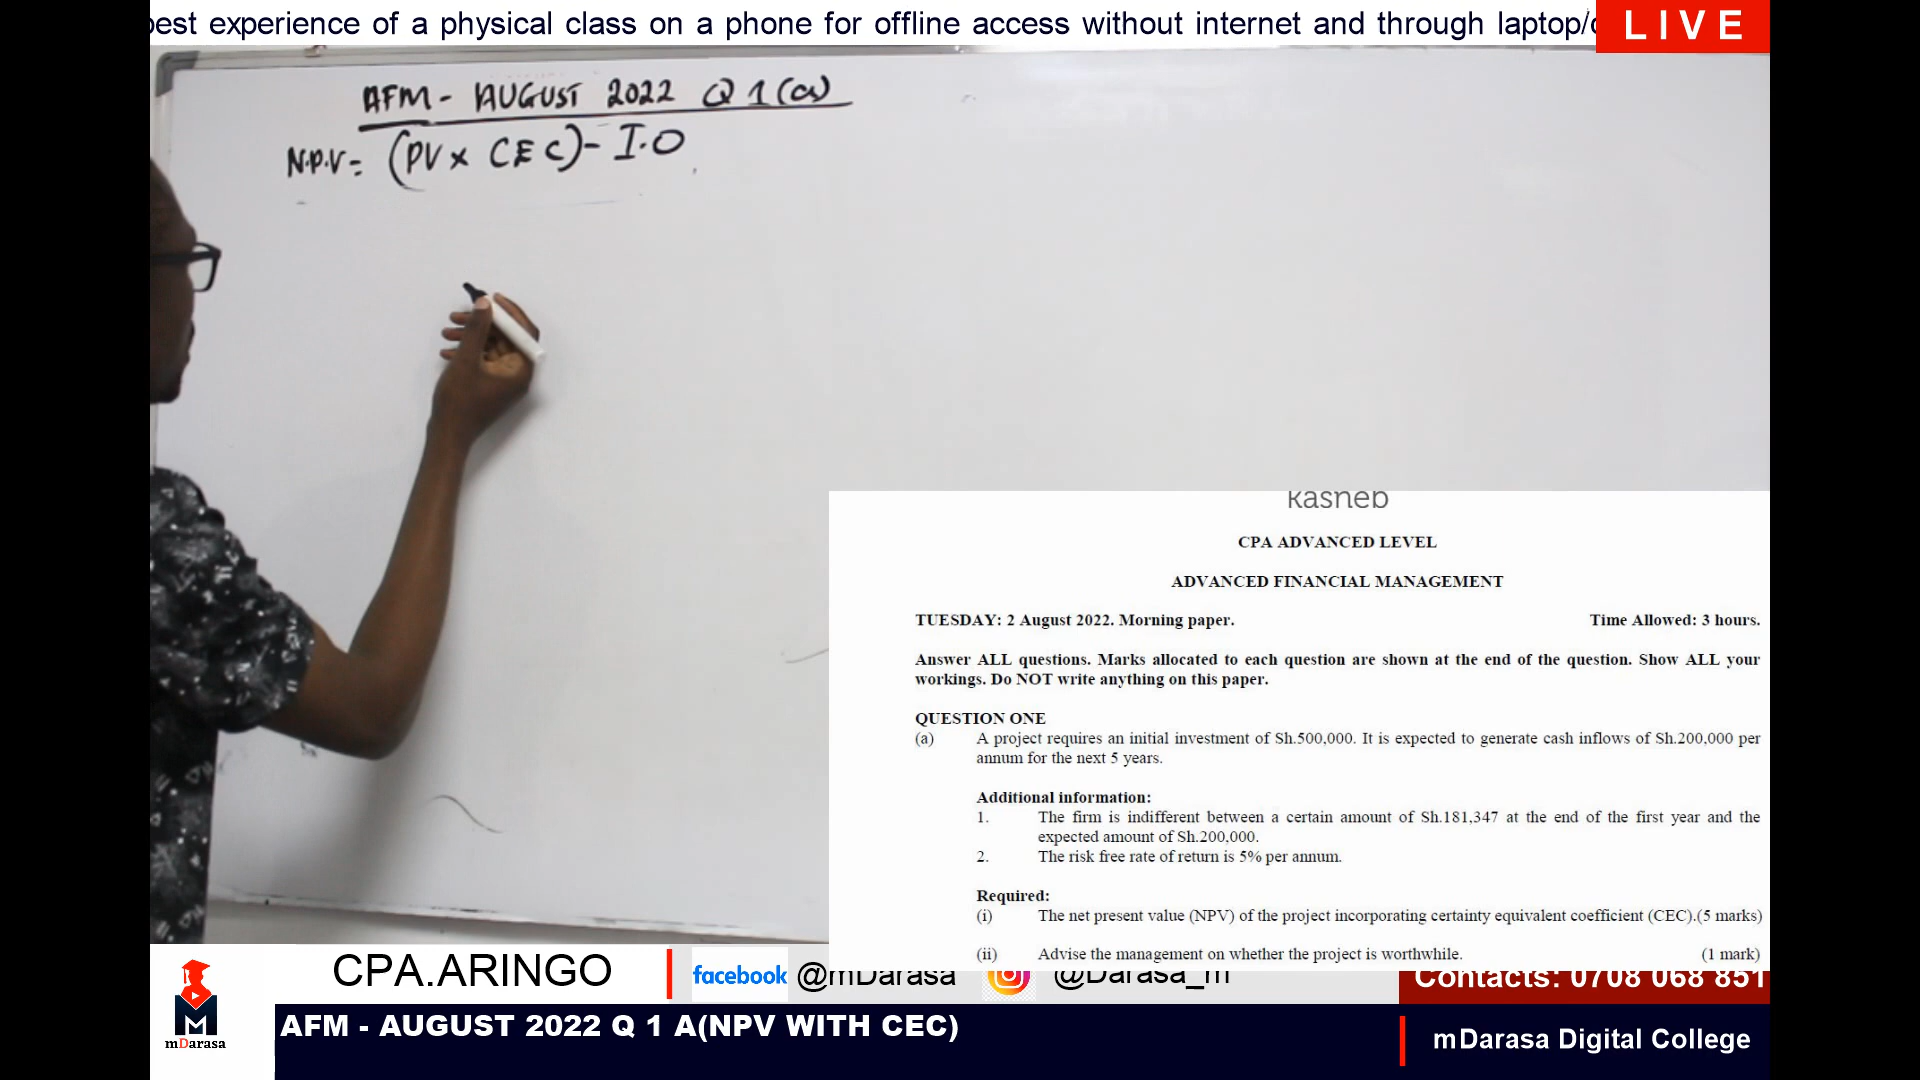 best experience of a physical class on a phone for offline access without internet and through laptop/
LIVE
AFM - AUGUST 2022 Q 1 (a)
N.P.V = (PV x CEC) - I.O
kasneb
CPA ADVANCED LEVEL
ADVANCED FINANCIAL MANAGEMENT
TUESDAY: 2 August 2022. Morning paper. Time Allowed: 3 hours.
Answer ALL questions. Marks allocated to each question are shown at the end of the question. Show ALL your
workings. Do NOT write anything on this paper.
QUESTION ONE
(a) A project requires an initial investment of Sh.500,000. It is expected to generate cash inflows of Sh.200,000 per
annum for the next 5 years.
Additional information:
1. The firm is indifferent between a certain amount of Sh.181,347 at the end of the first year and the
expected amount of Sh.200,000.
2. The risk free rate of return is 5% per annum.
Required:
(i) The net present value (NPV) of the project incorporating certainty equivalent coefficient (CEC).(5 marks)
(ii) Advise the management on whether the project is worthwhile. (1 mark)
CPA.ARINGO facebook @mDarasa @Darasa_m Contacts: 0708 068 851
M
mDarasa
AFM - AUGUST 2022 Q 1 A(NPV WITH CEC)
mDarasa Digital College